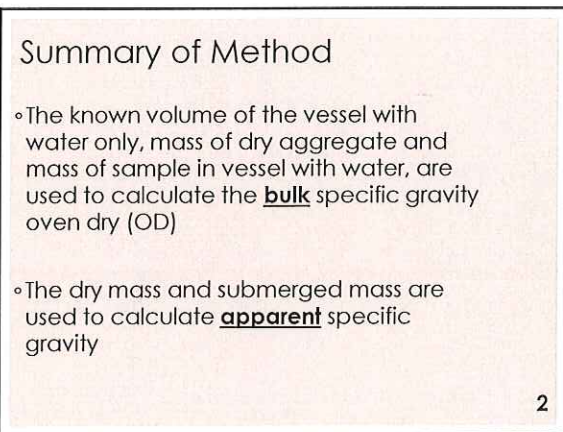 Summary of Method
∘The known volume of the vessel with
water only, mass of dry aggregate and
mass of sample in vessel with water, are
used to calculate the bulk specific gravity
oven dry (OD)
∘The dry mass and submerged mass are
used to calculate apparent specific
gravity
2